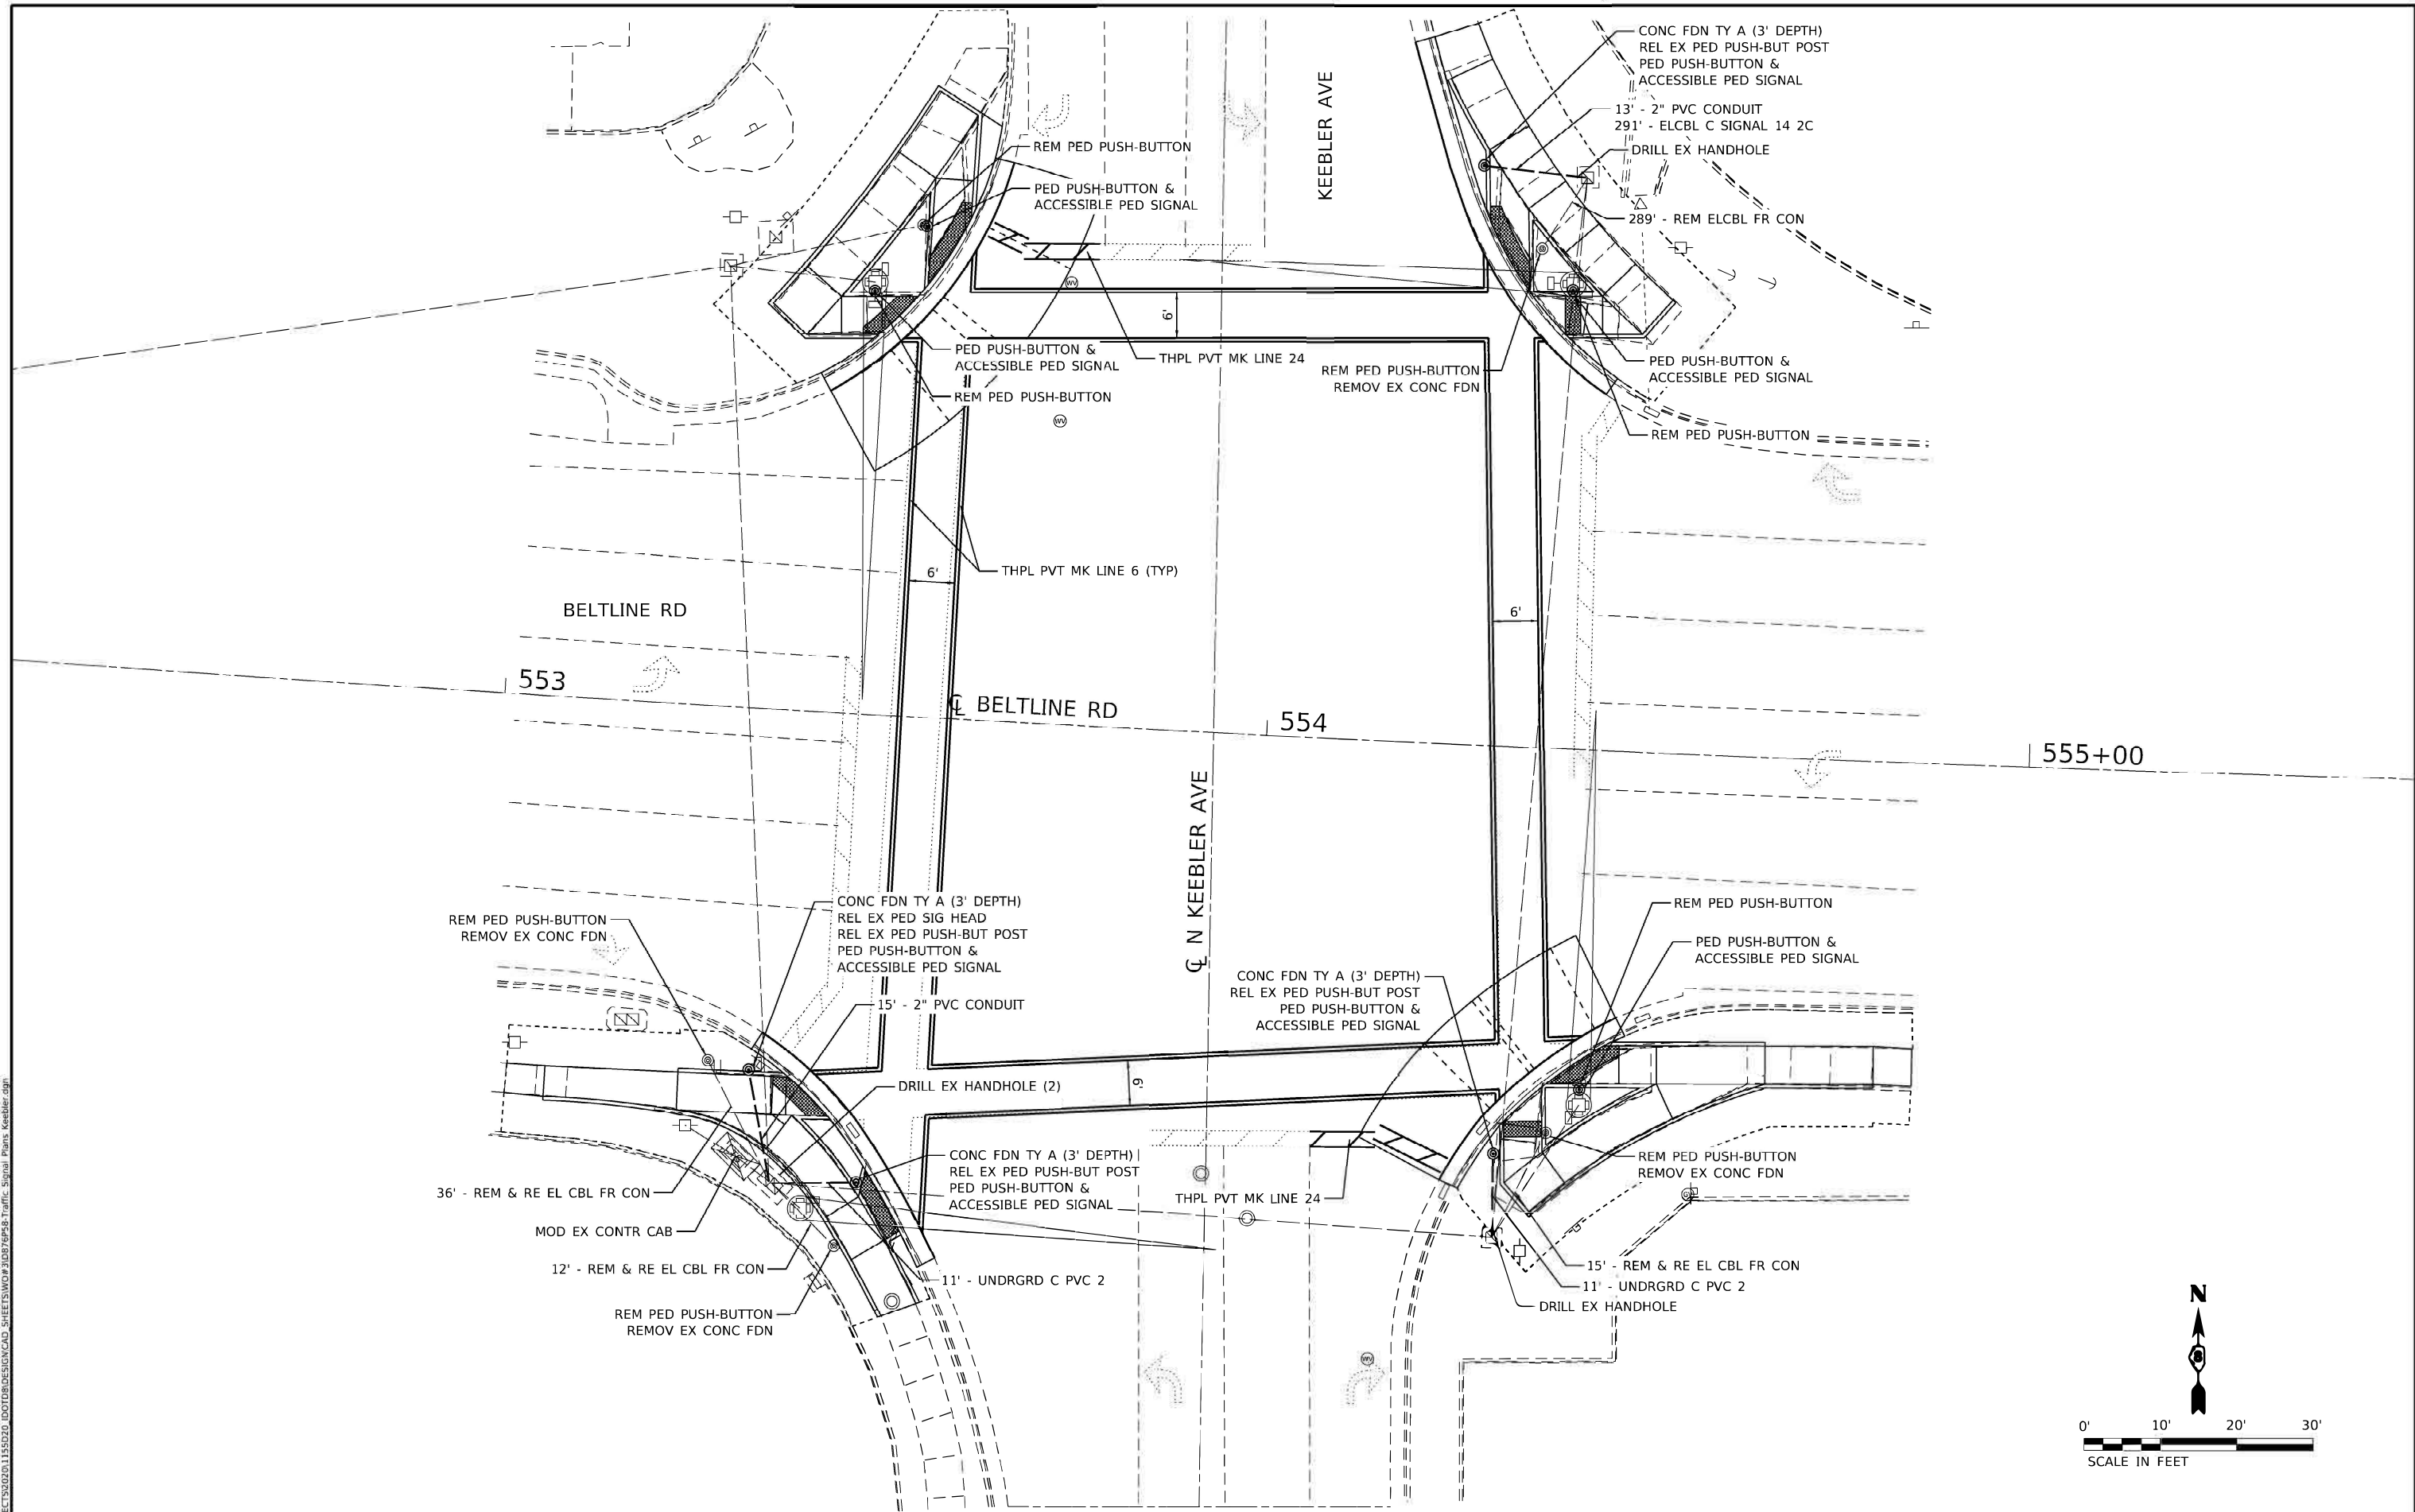 CONC FDN TY A (3' DEPTH)
REL EX PED PUSH-BUT POST
PED PUSH-BUTTON &
ACCESSIBLE PED SIGNAL
13' - 2" PVC CONDUIT
291' - ELCBL C SIGNAL 14 2C
DRILL EX HANDHOLE
289' - REM ELCBL FR CON
KEEBLER AVE
REM PED PUSH-BUTTON
PED PUSH-BUTTON &
ACCESSIBLE PED SIGNAL
WV
6'
PED PUSH-BUTTON &
ACCESSIBLE PED SIGNAL
REM PED PUSH-BUTTON
THPL PVT MK LINE 24
REM PED PUSH-BUTTON
REMOV EX CONC FDN
PED PUSH-BUTTON &
ACCESSIBLE PED SIGNAL
REM PED PUSH-BUTTON
WV
6'
THPL PVT MK LINE 6 (TYP)
6'
BELTLINE RD
553
℄ BELTLINE RD
554
555+00
℄ N KEEBLER AVE
REM PED PUSH-BUTTON
REMOV EX CONC FDN
CONC FDN TY A (3' DEPTH)
REL EX PED SIG HEAD
REL EX PED PUSH-BUT POST
PED PUSH-BUTTON &
ACCESSIBLE PED SIGNAL
15' - 2" PVC CONDUIT
REM PED PUSH-BUTTON
PED PUSH-BUTTON &
ACCESSIBLE PED SIGNAL
CONC FDN TY A (3' DEPTH)
REL EX PED PUSH-BUT POST
PED PUSH-BUTTON &
ACCESSIBLE PED SIGNAL
DRILL EX HANDHOLE (2)
6'
CONC FDN TY A (3' DEPTH)
REL EX PED PUSH-BUT POST
PED PUSH-BUTTON &
ACCESSIBLE PED SIGNAL
THPL PVT MK LINE 24
REM PED PUSH-BUTTON
REMOV EX CONC FDN
36' - REM & RE EL CBL FR CON
MOD EX CONTR CAB
12' - REM & RE EL CBL FR CON
11' - UNDRGRD C PVC 2
REM PED PUSH-BUTTON
REMOV EX CONC FDN
15' - REM & RE EL CBL FR CON
11' - UNDRGRD C PVC 2
DRILL EX HANDHOLE
WV
N
0' 10' 20' 30'
SCALE IN FEET